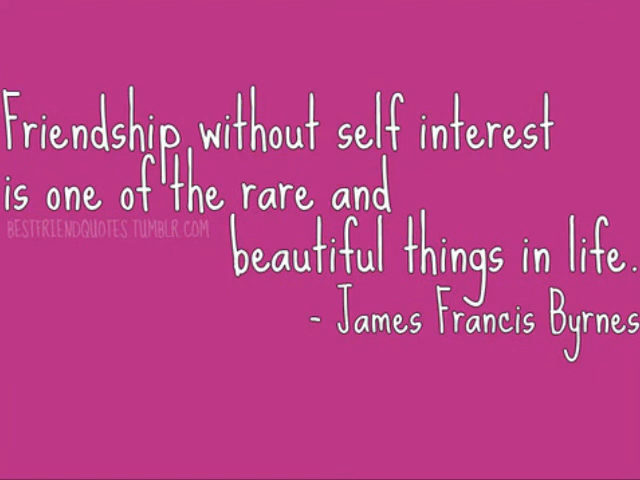 Friendship without self interest
is one of the rare and
BESTFRIENDQUOTES.TUMBLR.COM
beautiful things in life.
- James Francis Byrnes